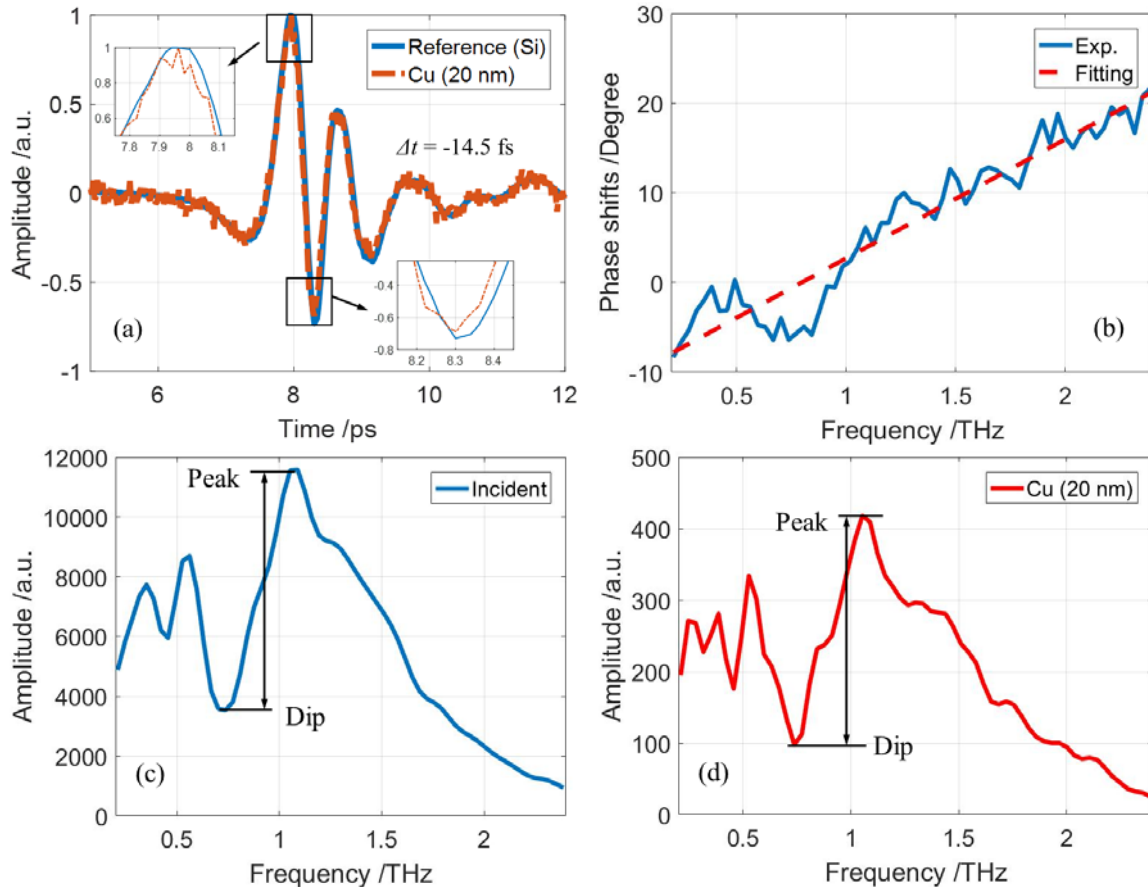 1
0.5
0
-0.5
-1
Amplitude /a.u.
Reference (Si)
Cu (20 nm)
1
0.8
0.6
7.8
7.9
8
8.1
Δt = -14.5 fs
-0.4
-0.6
-0.8
8.2
8.3
8.4
(a)
6
8
10
12
Time /ps
30
20
10
0
-10
Phase shifts /Degree
Exp.
Fitting
(b)
0.5
1
1.5
2
Frequency /THz
12000
10000
8000
6000
4000
2000
0
Amplitude /a.u.
Peak
Incident
Dip
(c)
0.5
1
1.5
2
Frequency /THz
500
400
300
200
100
0
Amplitude /a.u.
Cu (20 nm)
Peak
Dip
(d)
0.5
1
1.5
2
Frequency /THz